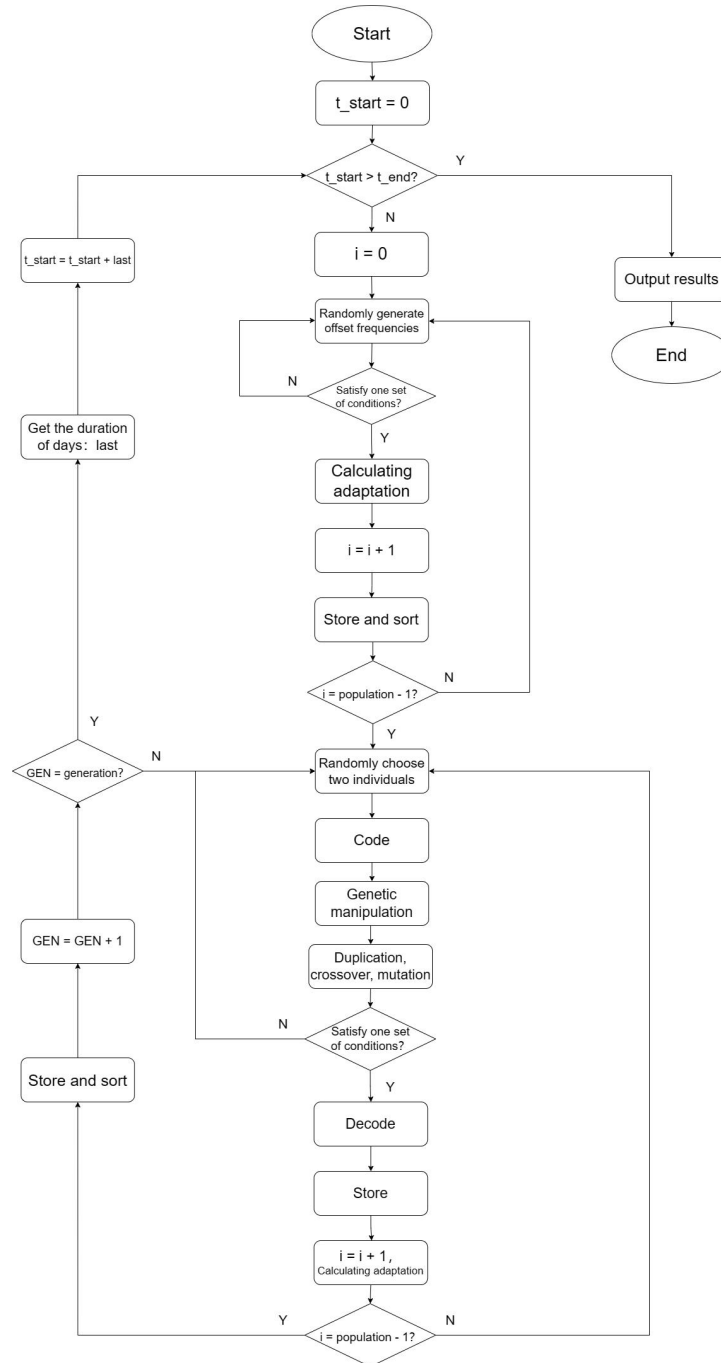 Start
t_start = 0
t_start > t_end?
Y
N
t_start = t_start + last
i = 0
Output results
Randomly generate
offset frequencies
End
N
Satisfy one set
of conditions?
Y
Get the duration
of days: last
Calculating
adaptation
i = i + 1
Store and sort
i = population - 1?
N
Y
Y
GEN = generation?
N
Randomly choose
two individuals
Code
Genetic
manipulation
GEN = GEN + 1
Duplication,
crossover, mutation
N
Satisfy one set
of conditions?
Y
Store and sort
Decode
Store
i = i + 1,
Calculating adaptation
Y
i = population - 1?
N